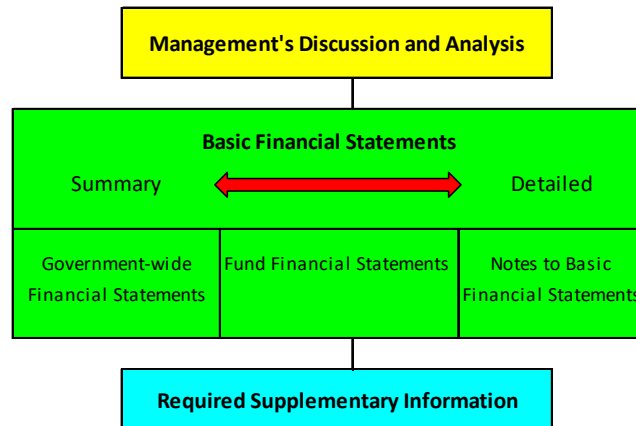 Management's Discussion and Analysis
Basic Financial Statements
Summary
Detailed
Government-wide
Financial Statements
Fund Financial Statements
Notes to Basic
Financial Statements
Required Supplementary Information